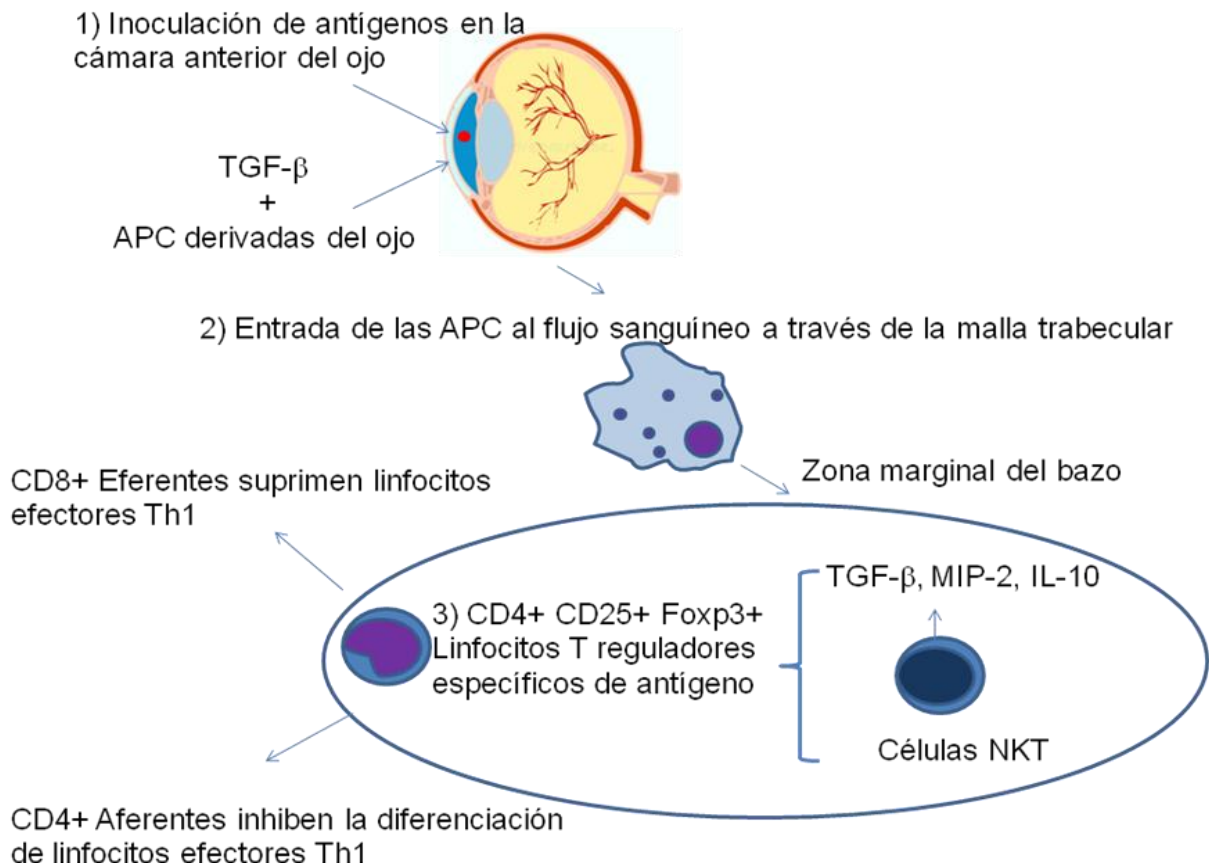 1) Inoculación de antígenos en la
cámara anterior del ojo
TGF-β
+
APC derivadas del ojo
2) Entrada de las APC al flujo sanguíneo a través de la malla trabecular
Zona marginal del bazo
CD8+ Eferentes suprimen linfocitos
efectores Th1
3) CD4+ CD25+ Foxp3+
Linfocitos T reguladores
específicos de antígeno
TGF-β, MIP-2, IL-10
Células NKT
CD4+ Aferentes inhiben la diferenciación
de linfocitos efectores Th1